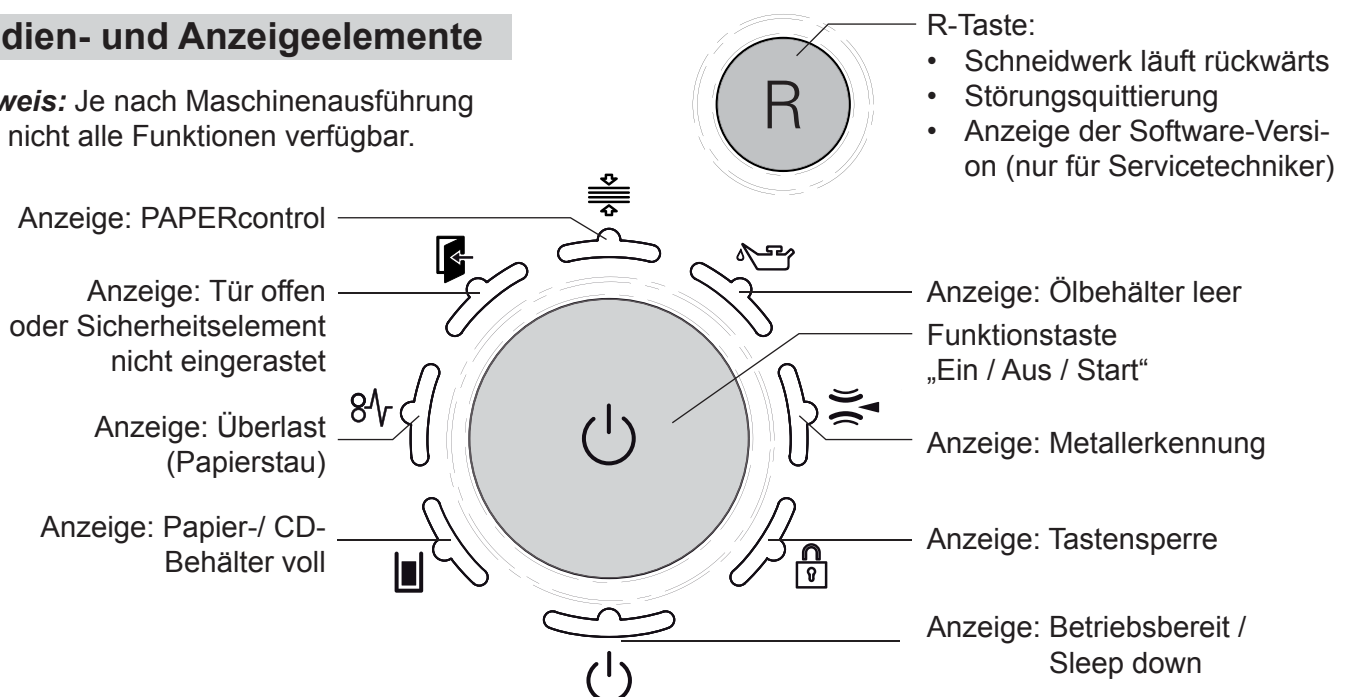 dien- und Anzeigeelemente
weis: Je nach Maschinenausführung
nicht alle Funktionen verfügbar.
R
R-Taste:
• Schneidwerk läuft rückwärts
• Störungsquittierung
• Anzeige der Software-Versi-
on (nur für Servicetechniker)
Anzeige: PAPERcontrol
Anzeige: Tür offen
oder Sicherheitselement
nicht eingerastet
Anzeige: Überlast
(Papierstau)
Anzeige: Papier-/ CD-
Behälter voll
Anzeige: Ölbehälter leer
Funktionstaste
„Ein / Aus / Start“
Anzeige: Metallerkennung
Anzeige: Tastensperre
Anzeige: Betriebsbereit /
Sleep down